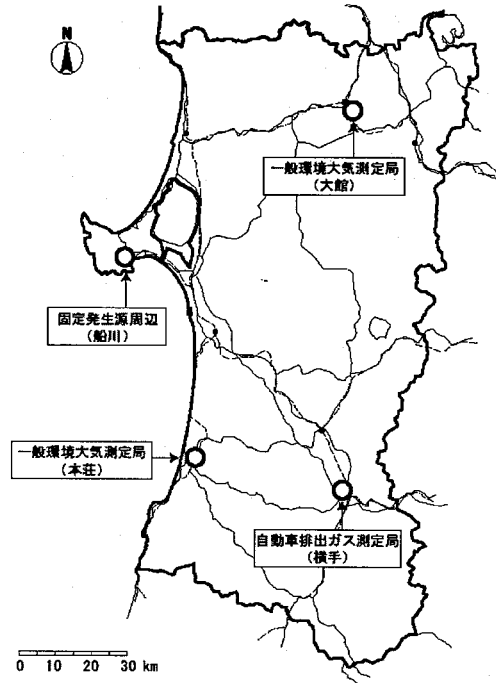 N
一般環境大気測定局
（大館）
固定発生源周辺
（船川）
一般環境大気測定局
（本荘）
自動車排出ガス測定局
（横手）
0 10 20 30 km